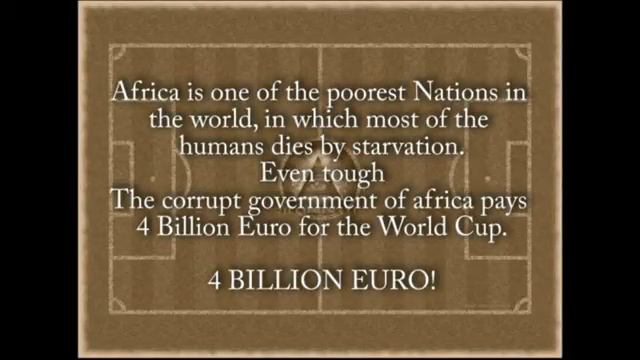 Africa is one of the poorest Nations in
the world, in which most of the
humans dies by starvation.
Even tough
The corrupt government of africa pays
4 Billion Euro for the World Cup.
4 BILLION EURO!